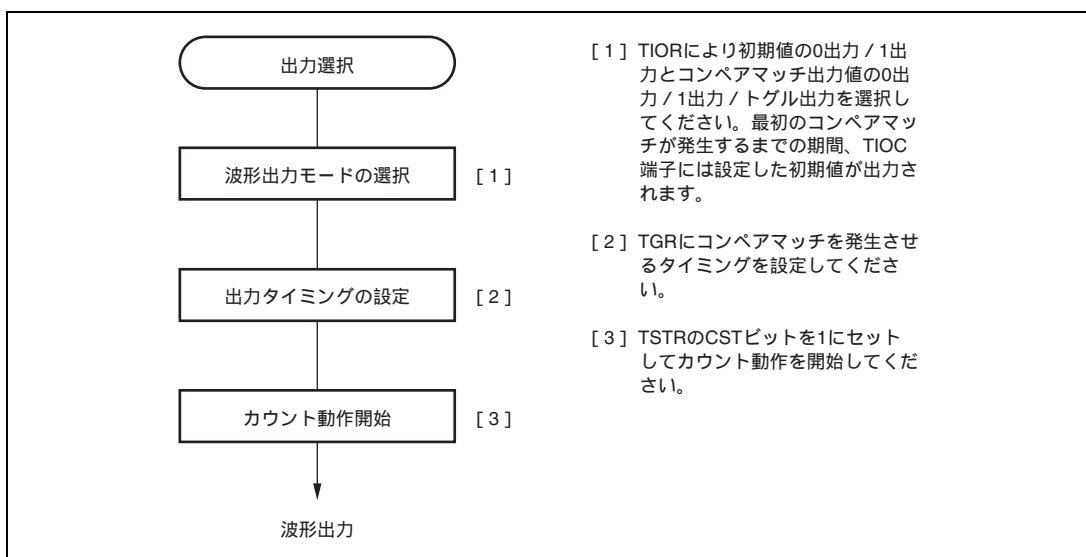 出力選択
波形出力モードの選択 [1]
出力タイミングの設定 [2]
カウント動作開始 [3]
波形出力
[1] TIORにより初期値の0出力/1出
力とコンペアマッチ出力値の0出
力/1出力/トグル出力を選択し
てください。最初のコンペアマッ
チが発生するまでの期間、TIOC
端子には設定した初期値が出力さ
れます。
[2] TGRにコンペアマッチを発生させ
るタイミングを設定してくださ
い。
[3] TSTRのCSTビットを1にセット
してカウント動作を開始してくだ
さい。